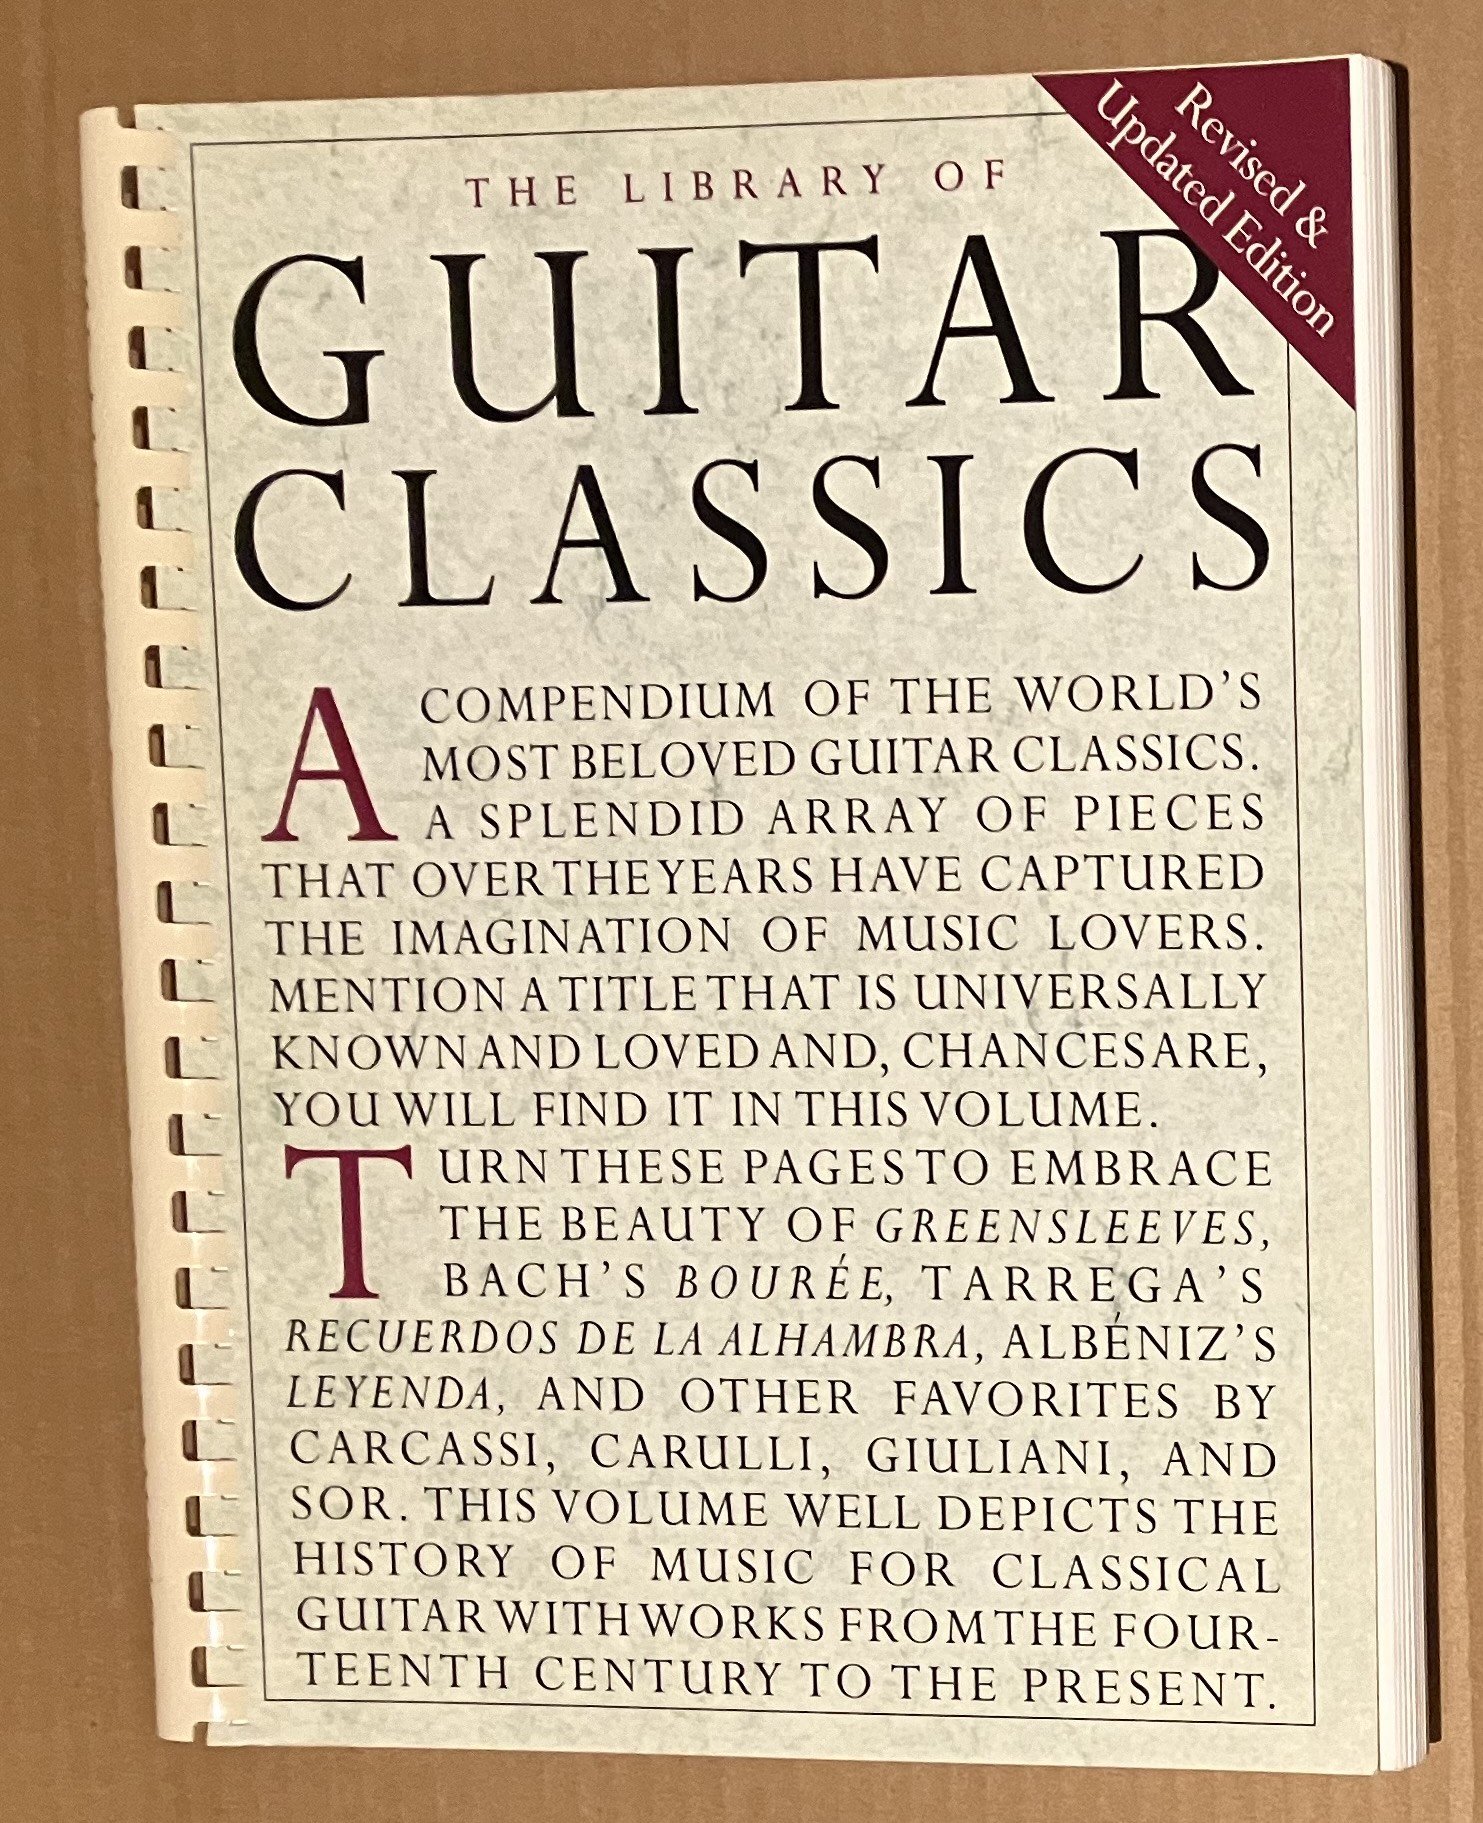 Revised &
Updated Edition
THE LIBRARY OF
GUITAR
CLASSICS
A COMPENDIUM OF THE WORLD'S
MOST BELOVED GUITAR CLASSICS.
A SPLENDID ARRAY OF PIECES
THAT OVER THE YEARS HAVE CAPTURED
THE IMAGINATION OF MUSIC LOVERS.
MENTION A TITLE THAT IS UNIVERSALLY
KNOWN AND LOVED AND, CHANCES ARE,
YOU WILL FIND IT IN THIS VOLUME.
TURN THESE PAGES TO EMBRACE
THE BEAUTY OF GREENSLEEVES,
BACH'S BOURÉE, TARREGA'S
RECUERDOS DE LA ALHAMBRA, ALBÉNIZ'S
LEYENDA, AND OTHER FAVORITES BY
CARCASSI, CARULLI, GIULIANI, AND
SOR. THIS VOLUME WELL DEPICTS THE
HISTORY OF MUSIC FOR CLASSICAL
GUITAR WITH WORKS FROM THE FOUR-
TEENTH CENTURY TO THE PRESENT.